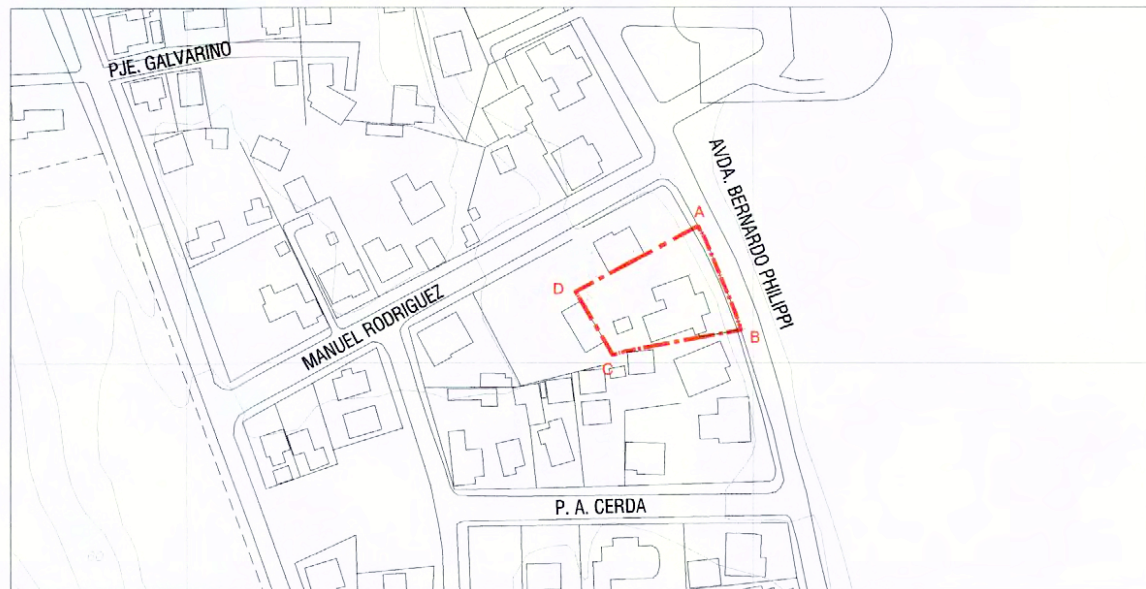 PJE. GALVARINO
AVDA. BERNARDO PHILIPPI
A
D
MANUEL RODRIGUEZ
B
C
P. A. CERDA